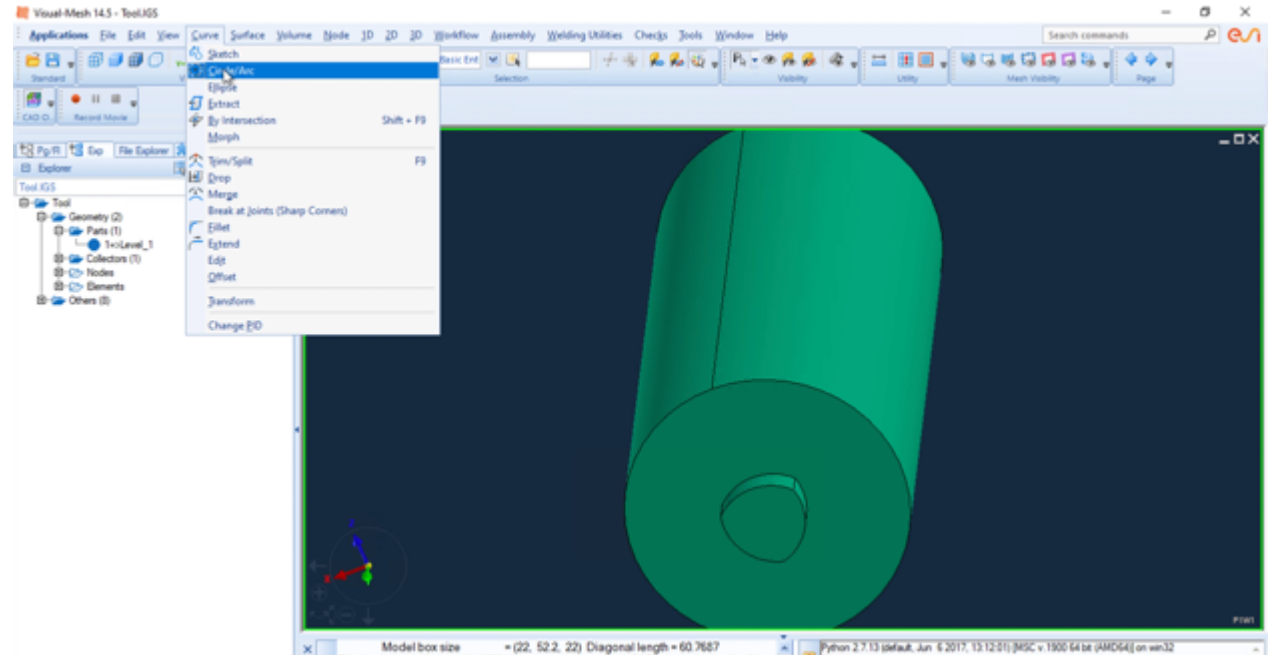 Visual-Mesh 14.5 - Tool.IGS
Applications File Edit View Curve Surface Volume Node 1D 2D 3D Workflow Assembly Welding Utilities Checks Tools Window Help Search commands
esi
Sketch
Circle/Arc
Ellipse
Extract
By Intersection Shift + F9
Morph
Trim/Split F9
Drop
Merge
Break at Joints (Sharp Corners)
Fillet
Extend
Edit
Offset
Transform
Change PID
Basic Ent
Standard
Selection
Visibility
Utility
Mesh Visibility
Page
CAD O..
Record Movie
Pg/R Exp File Explorer
Explorer
Tool.IGS
Tool
Geometry (2)
Parts (1)
Level_1
Collectors (1)
Nodes
Elements
Others (8)
X
P1W1
Model box size = (22, 52.2, 22) Diagonal length = 60.7687
Python 2.7.13 (default, Jun 6 2017, 13:12:01) [MSC v.1900 64 bit (AMD64)] on win32